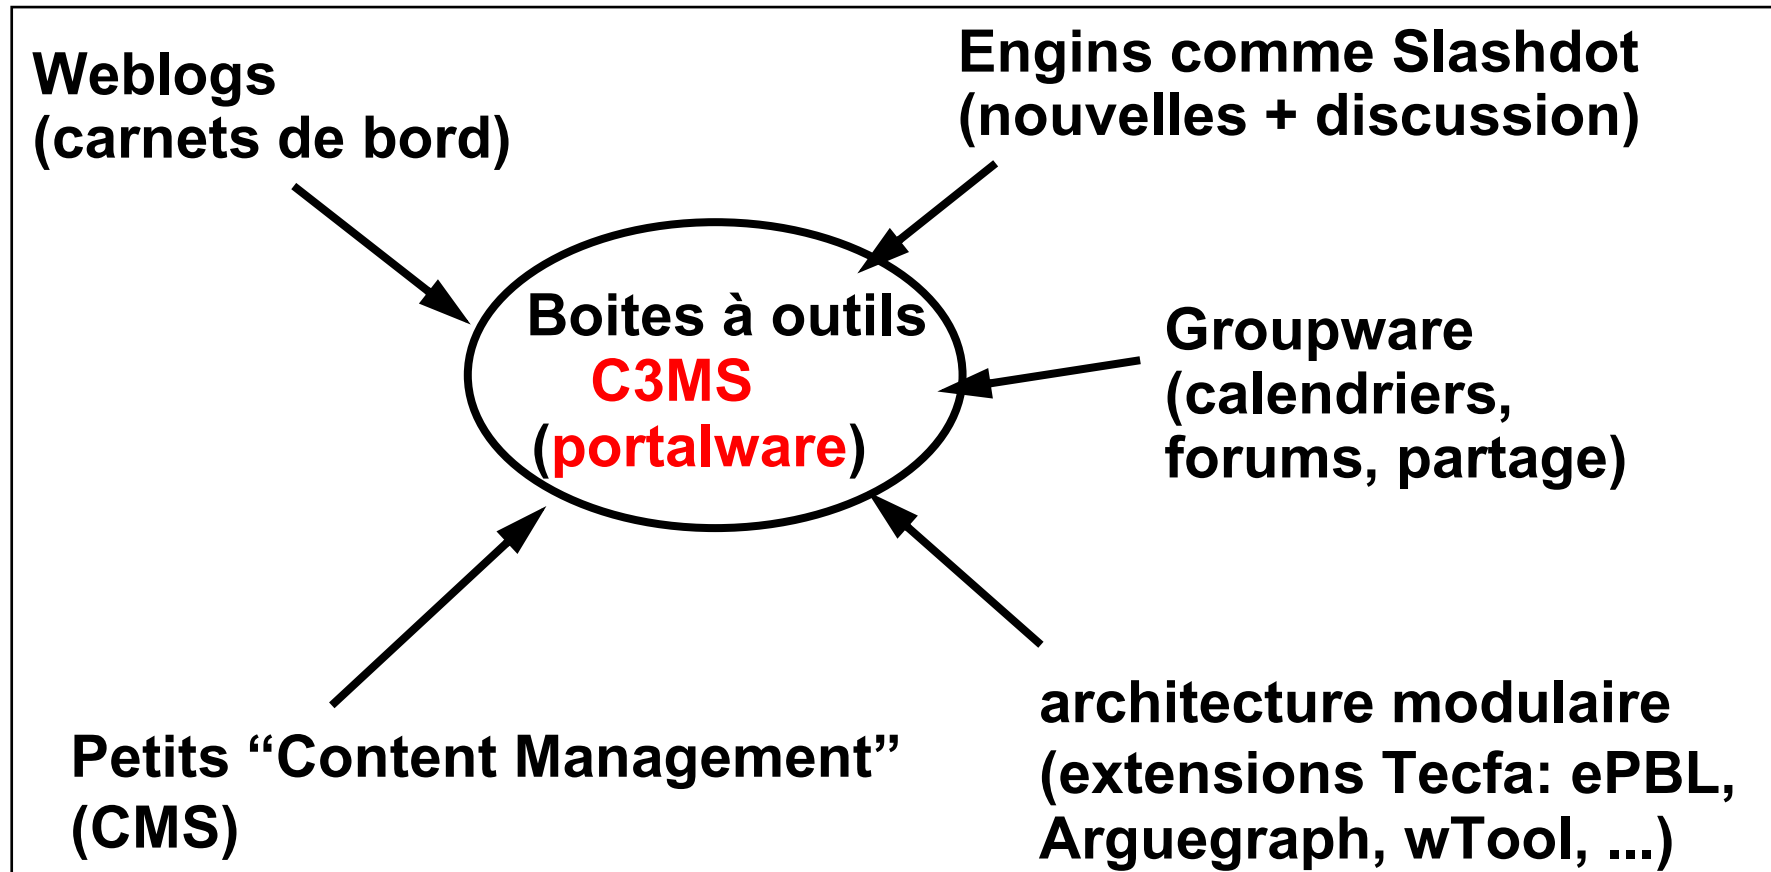 Weblogs
(carnets de bord)
Engins comme Slashdot
(nouvelles + discussion)
Boites à outils
C3MS
(portalware)
Groupware
(calendriers,
forums, partage)
Petits “Content Management”
(CMS)
architecture modulaire
(extensions Tecfa: ePBL,
Arguegraph, wTool, ...)